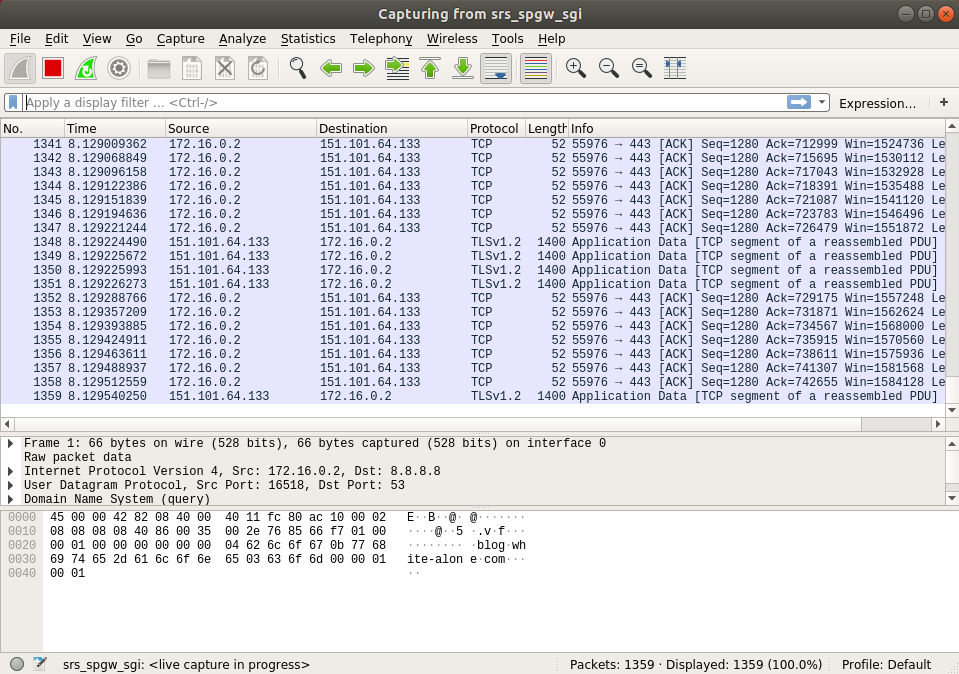 Capturing from srs_spgw_sgi
File Edit View Go Capture Analyze Statistics Telephony Wireless Tools Help
Apply a display filter ... <Ctrl-/> Expression... +
No. Time Source Destination Protocol Length Info
1341 8.129009362 172.16.0.2 151.101.64.133 TCP 52 55976 → 443 [ACK] Seq=1280 Ack=712999 Win=1524736 Le
1342 8.129068849 172.16.0.2 151.101.64.133 TCP 52 55976 → 443 [ACK] Seq=1280 Ack=715695 Win=1530112 Le
1343 8.129096158 172.16.0.2 151.101.64.133 TCP 52 55976 → 443 [ACK] Seq=1280 Ack=717043 Win=1532928 Le
1344 8.129122386 172.16.0.2 151.101.64.133 TCP 52 55976 → 443 [ACK] Seq=1280 Ack=718391 Win=1535488 Le
1345 8.129151839 172.16.0.2 151.101.64.133 TCP 52 55976 → 443 [ACK] Seq=1280 Ack=721087 Win=1541120 Le
1346 8.129194636 172.16.0.2 151.101.64.133 TCP 52 55976 → 443 [ACK] Seq=1280 Ack=723783 Win=1546496 Le
1347 8.129221244 172.16.0.2 151.101.64.133 TCP 52 55976 → 443 [ACK] Seq=1280 Ack=726479 Win=1551872 Le
1348 8.129224490 151.101.64.133 172.16.0.2 TLSv1.2 1400 Application Data [TCP segment of a reassembled PDU]
1349 8.129225672 151.101.64.133 172.16.0.2 TLSv1.2 1400 Application Data [TCP segment of a reassembled PDU]
1350 8.129225993 151.101.64.133 172.16.0.2 TLSv1.2 1400 Application Data [TCP segment of a reassembled PDU]
1351 8.129226273 151.101.64.133 172.16.0.2 TLSv1.2 1400 Application Data [TCP segment of a reassembled PDU]
1352 8.129288766 172.16.0.2 151.101.64.133 TCP 52 55976 → 443 [ACK] Seq=1280 Ack=729175 Win=1557248 Le
1353 8.129357209 172.16.0.2 151.101.64.133 TCP 52 55976 → 443 [ACK] Seq=1280 Ack=731871 Win=1562624 Le
1354 8.129393885 172.16.0.2 151.101.64.133 TCP 52 55976 → 443 [ACK] Seq=1280 Ack=734567 Win=1568000 Le
1355 8.129424911 172.16.0.2 151.101.64.133 TCP 52 55976 → 443 [ACK] Seq=1280 Ack=735915 Win=1570560 Le
1356 8.129463611 172.16.0.2 151.101.64.133 TCP 52 55976 → 443 [ACK] Seq=1280 Ack=738611 Win=1575936 Le
1357 8.129488937 172.16.0.2 151.101.64.133 TCP 52 55976 → 443 [ACK] Seq=1280 Ack=741307 Win=1581568 Le
1358 8.129512559 172.16.0.2 151.101.64.133 TCP 52 55976 → 443 [ACK] Seq=1280 Ack=742655 Win=1584128 Le
1359 8.129540250 151.101.64.133 172.16.0.2 TLSv1.2 1400 Application Data [TCP segment of a reassembled PDU]
Frame 1: 66 bytes on wire (528 bits), 66 bytes captured (528 bits) on interface 0
Raw packet data
Internet Protocol Version 4, Src: 172.16.0.2, Dst: 8.8.8.8
User Datagram Protocol, Src Port: 16518, Dst Port: 53
Domain Name System (query)
0000 45 00 00 42 82 08 40 00 40 11 fc 80 ac 10 00 02 E··B··@· @·······
0010 08 08 08 08 40 86 00 35 00 2e 76 85 66 f7 01 00 ····@··5 ·.v·f···
0020 00 01 00 00 00 00 00 00 04 62 6c 6f 67 0b 77 68 ········ ·blog·wh
0030 69 74 65 2d 61 6c 6f 6e 65 03 63 6f 6d 00 00 01 ite-alon e·com···
0040 00 01 ··
srs_spgw_sgi: <live capture in progress> Packets: 1359 · Displayed: 1359 (100.0%) Profile: Default